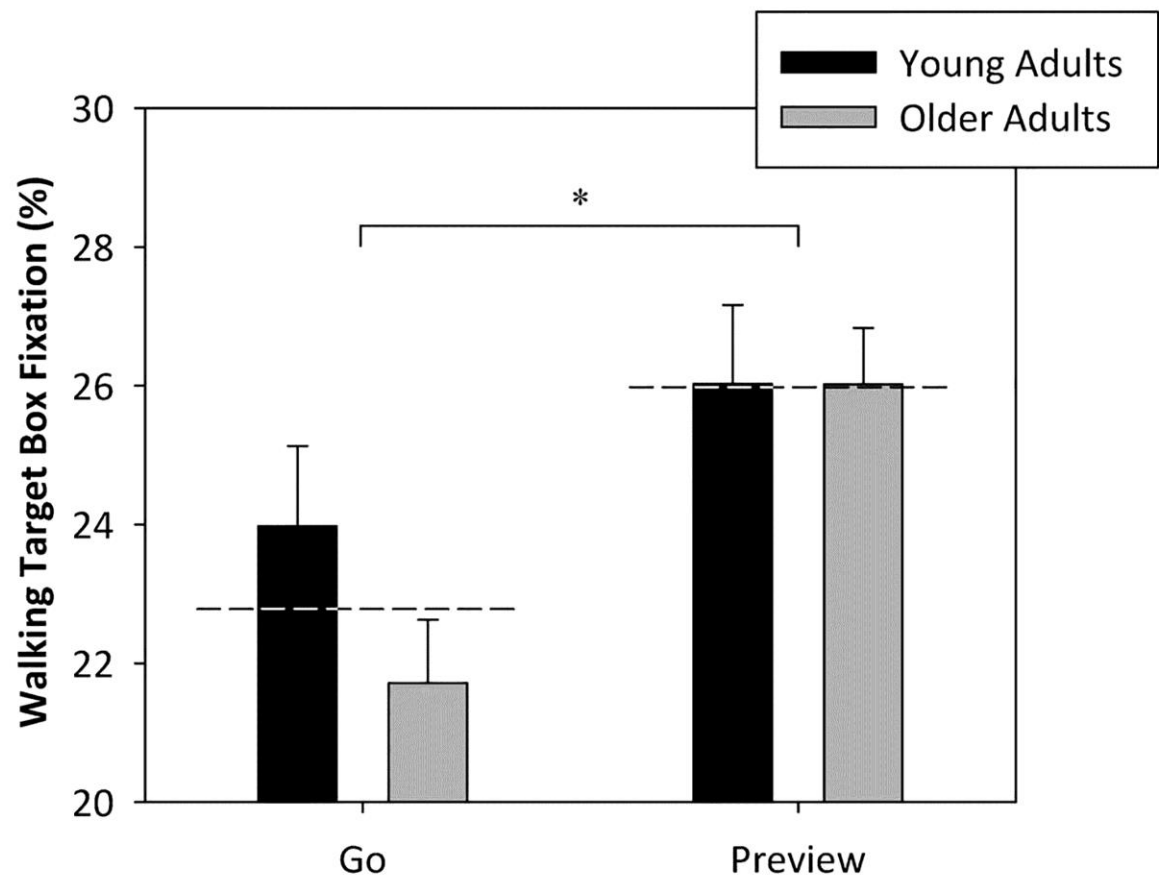 Young Adults
Older Adults
Walking Target Box Fixation (%)
30
28
26
24
22
20
*
Go
Preview